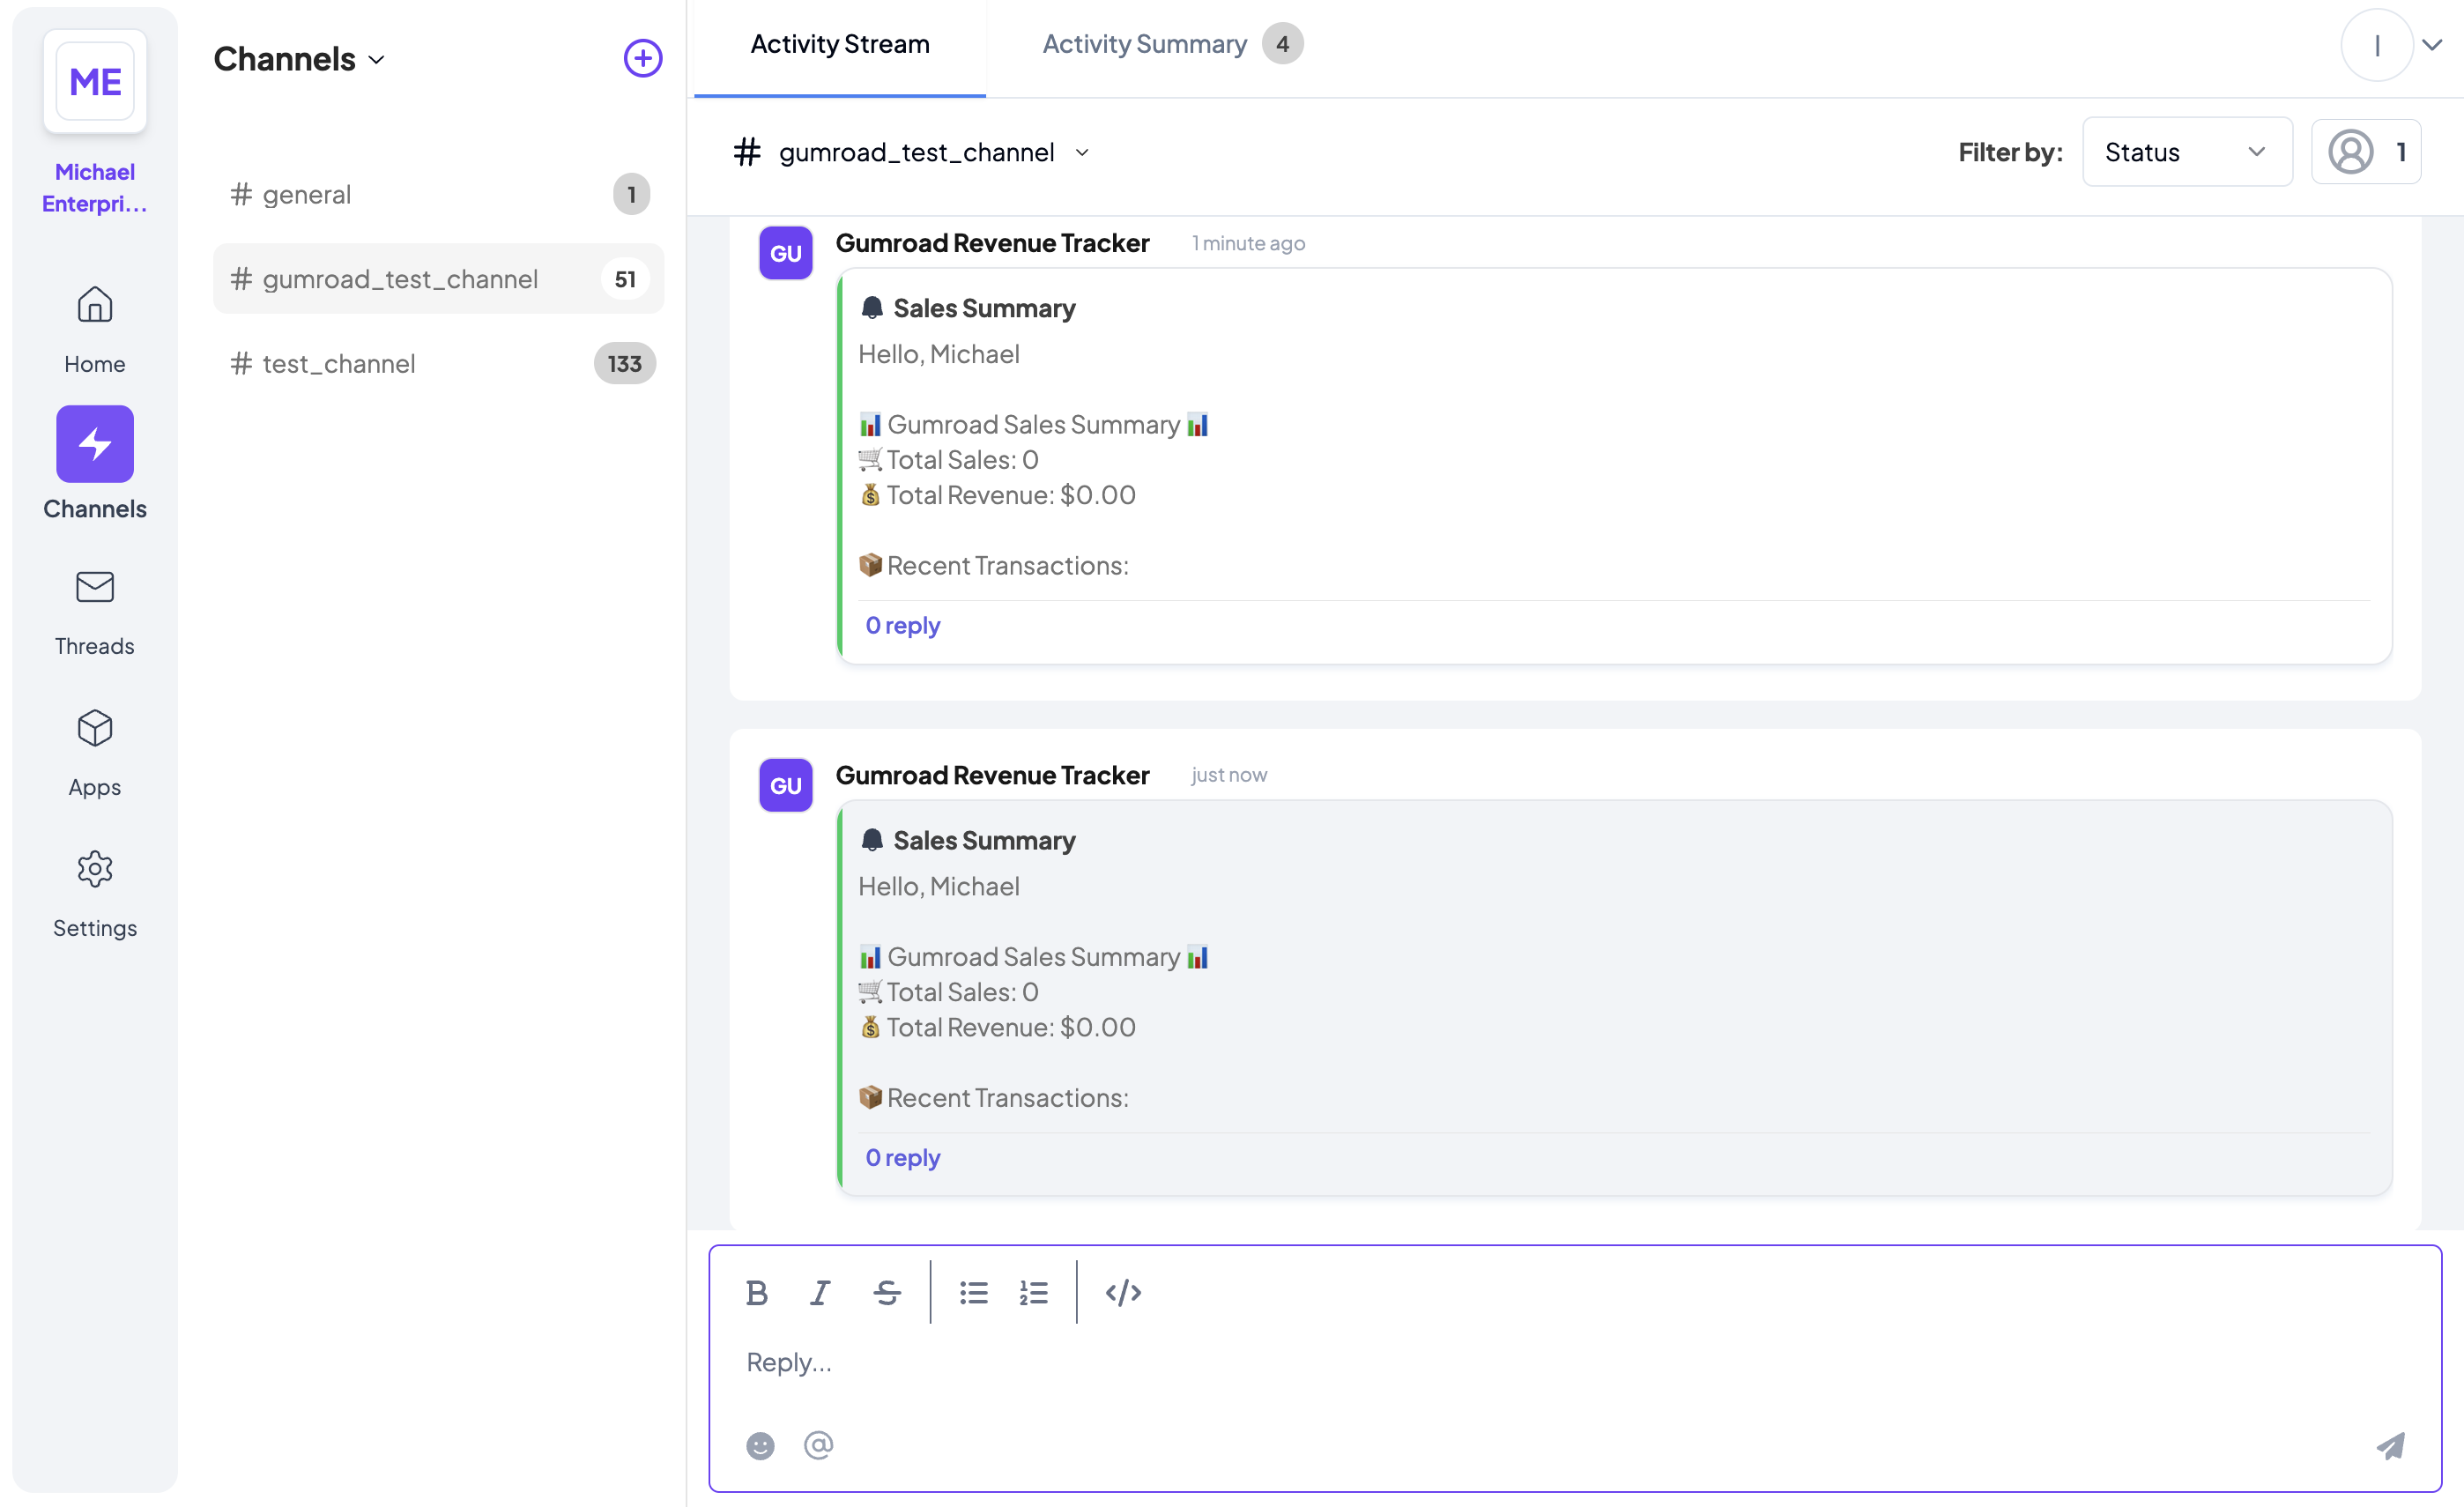 ME
Michael
Enterpri...
Home
Channels
Threads
Apps
Settings
Channels
# general 1
# gumroad_test_channel 51
# test_channel 133
Activity Stream
Activity Summary 4
I
# gumroad_test_channel
Filter by: Status 1
GU Gumroad Revenue Tracker 1 minute ago
🔔 Sales Summary
Hello, Michael
📊 Gumroad Sales Summary 📊
🛒 Total Sales: 0
💰 Total Revenue: $0.00
📦 Recent Transactions:
0 reply
GU Gumroad Revenue Tracker just now
🔔 Sales Summary
Hello, Michael
📊 Gumroad Sales Summary 📊
🛒 Total Sales: 0
💰 Total Revenue: $0.00
📦 Recent Transactions:
0 reply
Reply...